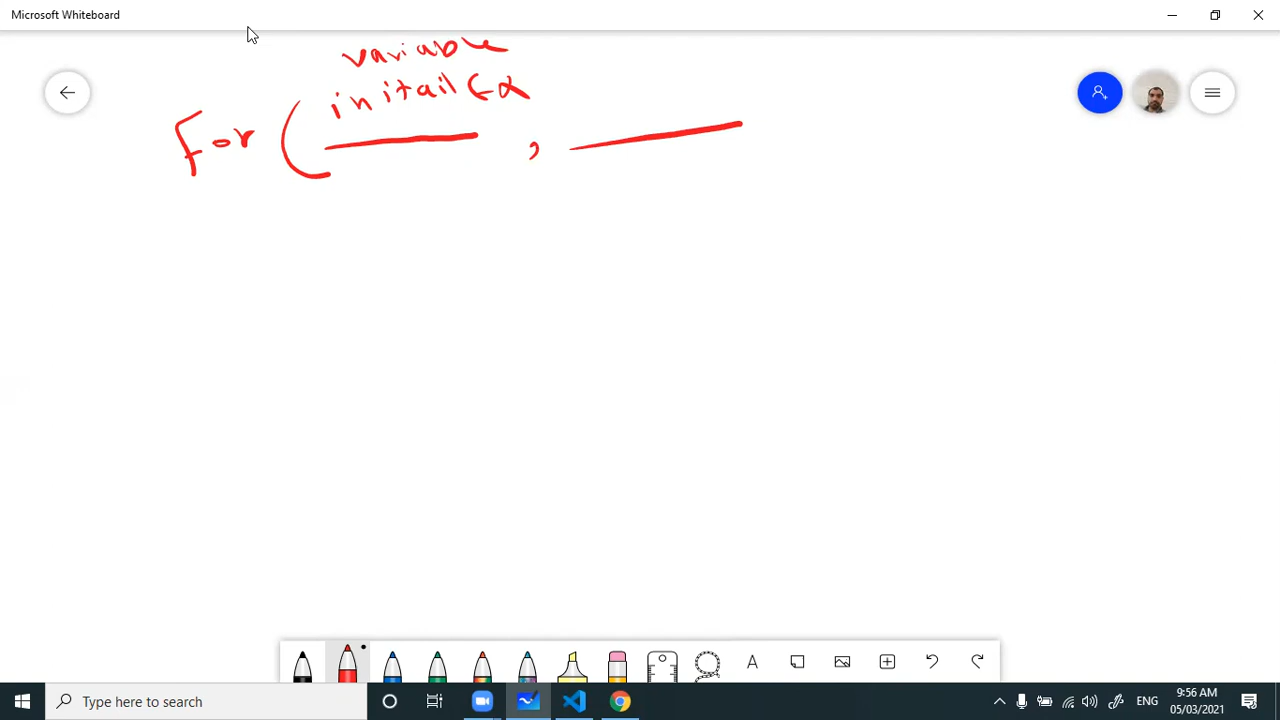 Microsoft Whiteboard
variable
initail
For ( ,
Type here to search
ENG
9:56 AM
05/03/2021